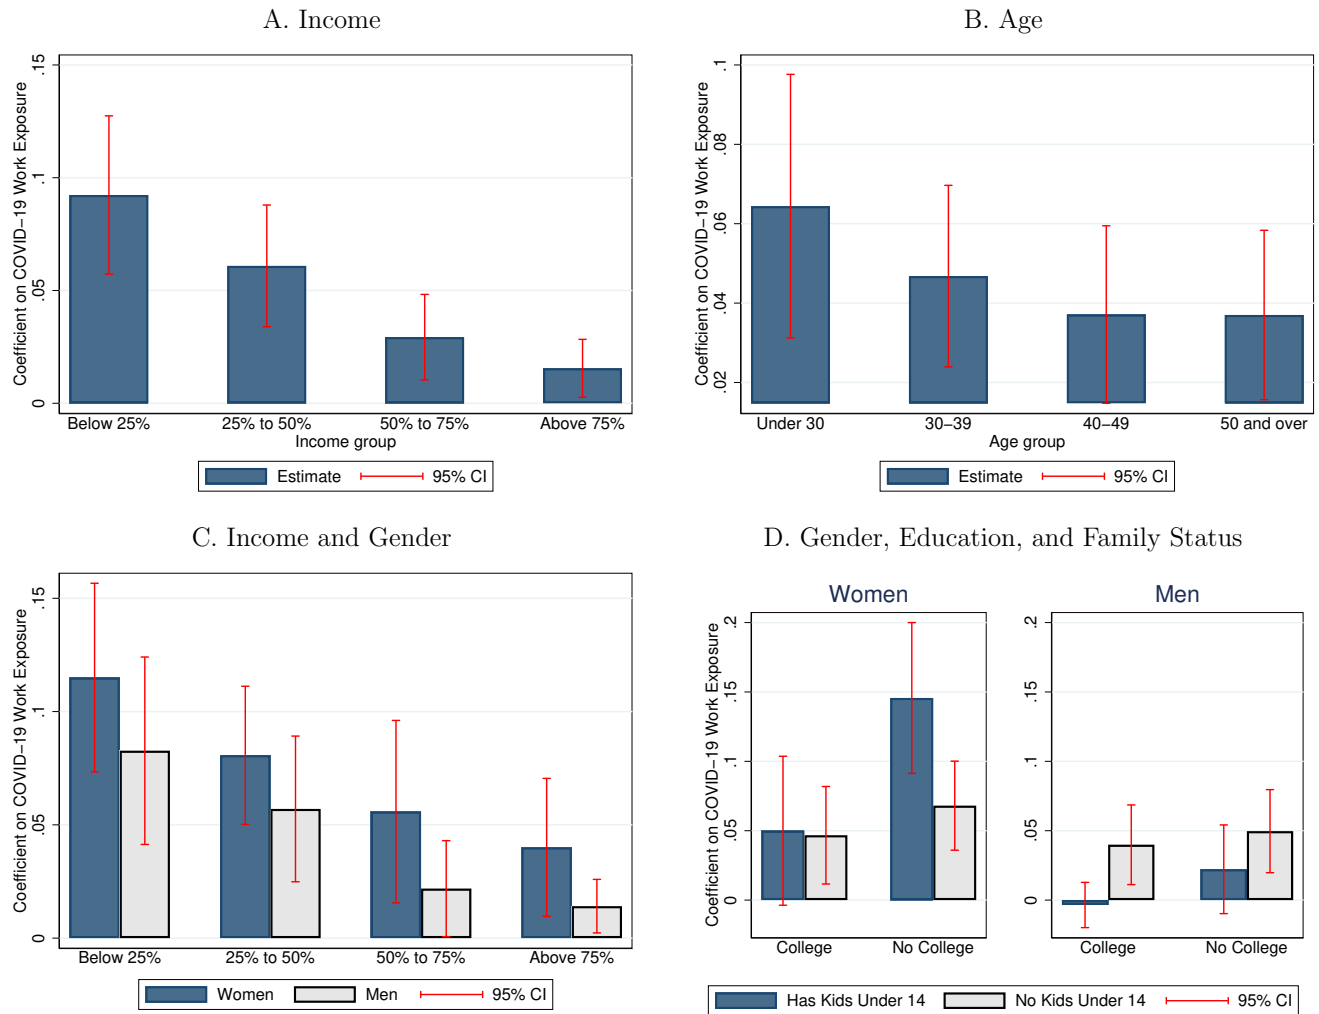 A. Income
Coefficient on COVID−19 Work Exposure
.15
.1
.05
0
Below 25%
25% to 50%
50% to 75%
Above 75%
Income group
Estimate
95% CI
B. Age
Coefficient on COVID−19 Work Exposure
.1
.08
.06
.04
.02
Under 30
30−39
40−49
50 and over
Age group
Estimate
95% CI
C. Income and Gender
Coefficient on COVID−19 Work Exposure
.15
.1
.05
0
Below 25%
25% to 50%
50% to 75%
Above 75%
Women
Men
95% CI
D. Gender, Education, and Family Status
Women
Coefficient on COVID−19 Work Exposure
.2
.15
.1
.05
0
College
No College
Men
.2
.15
.1
.05
0
College
No College
Has Kids Under 14
No Kids Under 14
95% CI